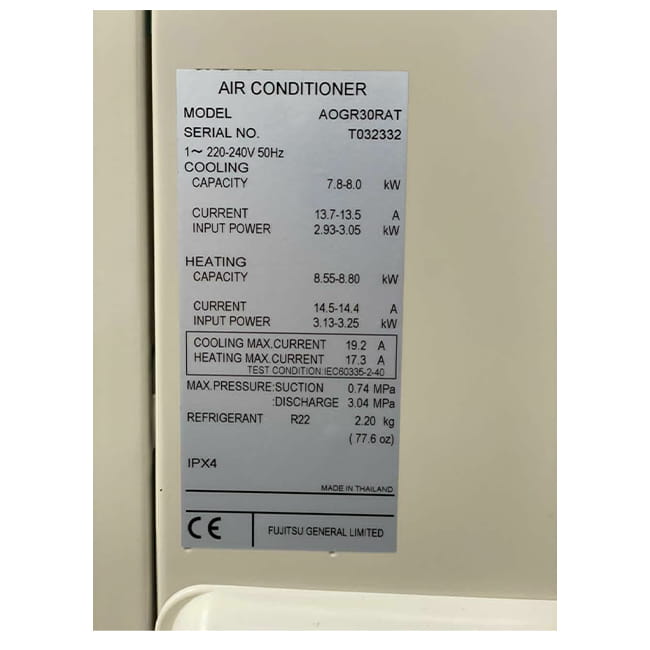 AIR CONDITIONER
MODEL AOGR30RAT
SERIAL NO. T032332
1~ 220-240V 50Hz
COOLING
CAPACITY 7.8-8.0 kW
CURRENT 13.7-13.5 A
INPUT POWER 2.93-3.05 kW
HEATING
CAPACITY 8.55-8.80 kW
CURRENT 14.5-14.4 A
INPUT POWER 3.13-3.25 kW
COOLING MAX.CURRENT 19.2 A
HEATING MAX.CURRENT 17.3 A
TEST CONDITION:IEC60335-2-40
MAX.PRESSURE:SUCTION 0.74 MPa
:DISCHARGE 3.04 MPa
REFRIGERANT R22 2.20 kg
(77.6 oz)
IPX4
MADE IN THAILAND
CE FUJITSU GENERAL LIMITED